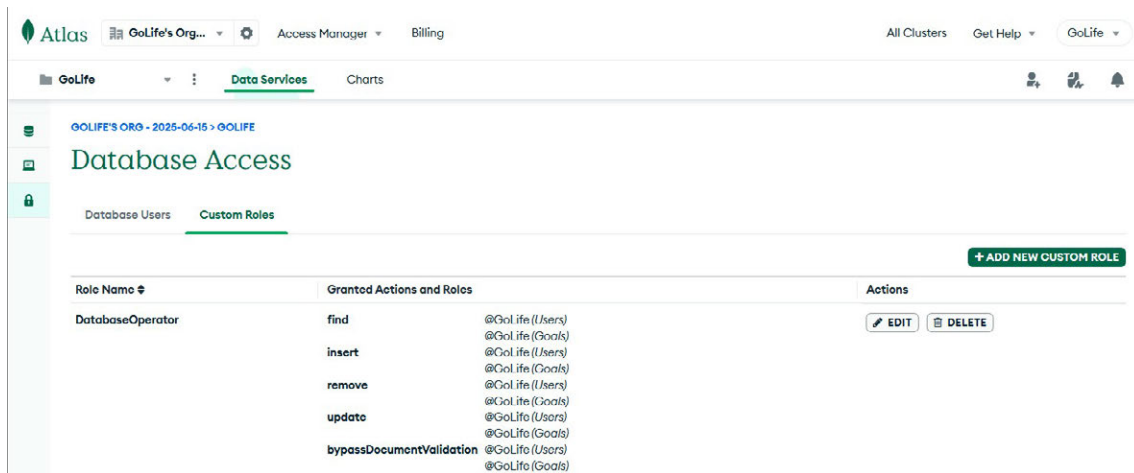 Atlas GoLife's Org... Access Manager Billing All Clusters Get Help GoLife
GoLife Data Services Charts
GOLIFE'S ORG - 2025-06-15 > GOLIFE
Database Access
Database Users Custom Roles
+ ADD NEW CUSTOM ROLE
Role Name Granted Actions and Roles Actions
DatabaseOperator find @GoLife (Users) EDIT DELETE
@GoLife (Goals)
insert @GoLife (Users)
@GoLife (Goals)
remove @GoLife (Users)
@GoLife (Goals)
update @GoLife (Users)
@GoLife (Goals)
bypassDocumentValidation @GoLife (Users)
@GoLife (Goals)